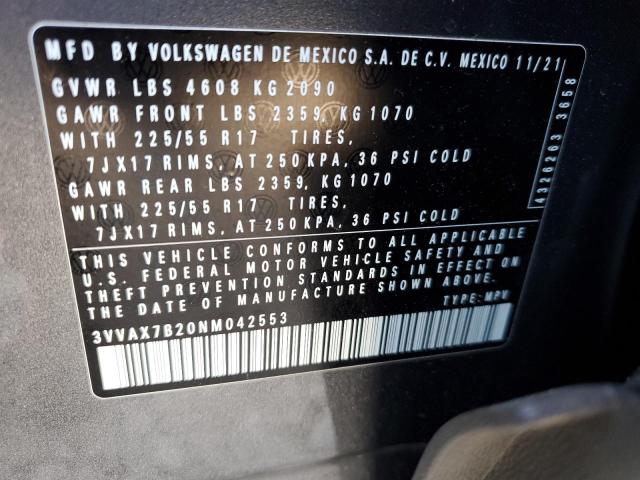 MFD BY VOLKSWAGEN DE MEXICO S.A. DE C.V. MEXICO 11/21
GVWR LBS 4608 KG 2090
GAWR FRONT LBS 2359, KG 1070
WITH 225/55 R17 TIRES,
7JX17 RIMS, AT 250 KPA, 36 PSI COLD
GAWR REAR LBS 2359, KG 1070
WITH 225/55 R17 TIRES,
7JX17 RIMS, AT 250 KPA, 36 PSI COLD
4326263 3658
THIS VEHICLE CONFORMS TO ALL APPLICABLE
U.S. FEDERAL MOTOR VEHICLE SAFETY AND
THEFT PREVENTION STANDARDS IN EFFECT ON
THE DATE OF MANUFACTURE SHOWN ABOVE.
TYPE: MPV
3VVAX7B20NM042553